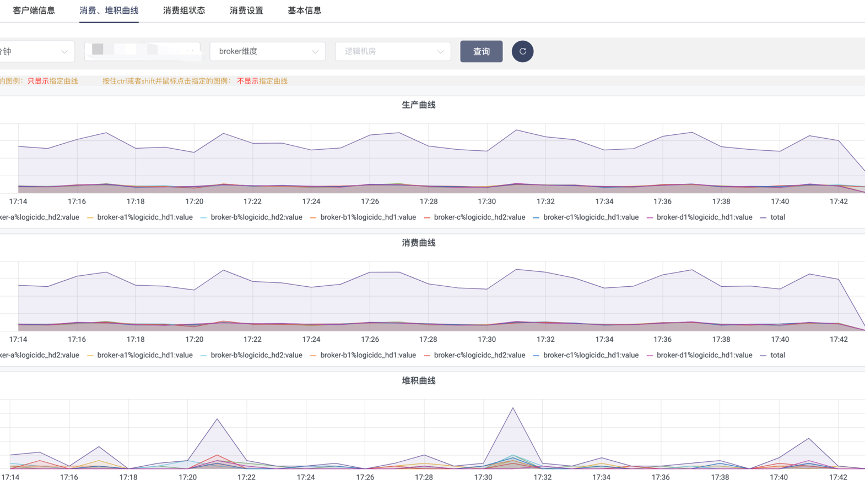 客户端信息 消费、堆积曲线 消费组状态 消费设置 基本信息
分钟 broker维度 逻辑机房 查询
的图例： 只显示指定曲线 按住ctrl或者shift并鼠标点击指定的图例： 不显示指定曲线
生产曲线
17:14 17:16 17:18 17:20 17:22 17:24 17:26 17:28 17:30 17:32 17:34 17:36 17:38 17:40 17:42
ker-a%logicidc_hd2:value broker-a1%logicidc_hd1:value broker-b%logicidc_hd2:value broker-b1%logicidc_hd1:value broker-c%logicidc_hd2:value broker-c1%logicidc_hd1:value broker-d1%logicidc_hd1:value total
消费曲线
17:14 17:16 17:18 17:20 17:22 17:24 17:26 17:28 17:30 17:32 17:34 17:36 17:38 17:40 17:42
ker-a%logicidc_hd2:value broker-a1%logicidc_hd1:value broker-b%logicidc_hd2:value broker-b1%logicidc_hd1:value broker-c%logicidc_hd2:value broker-c1%logicidc_hd1:value broker-d1%logicidc_hd1:value total
堆积曲线
17:14 17:16 17:18 17:20 17:22 17:24 17:26 17:28 17:30 17:32 17:34 17:36 17:38 17:40 17:42